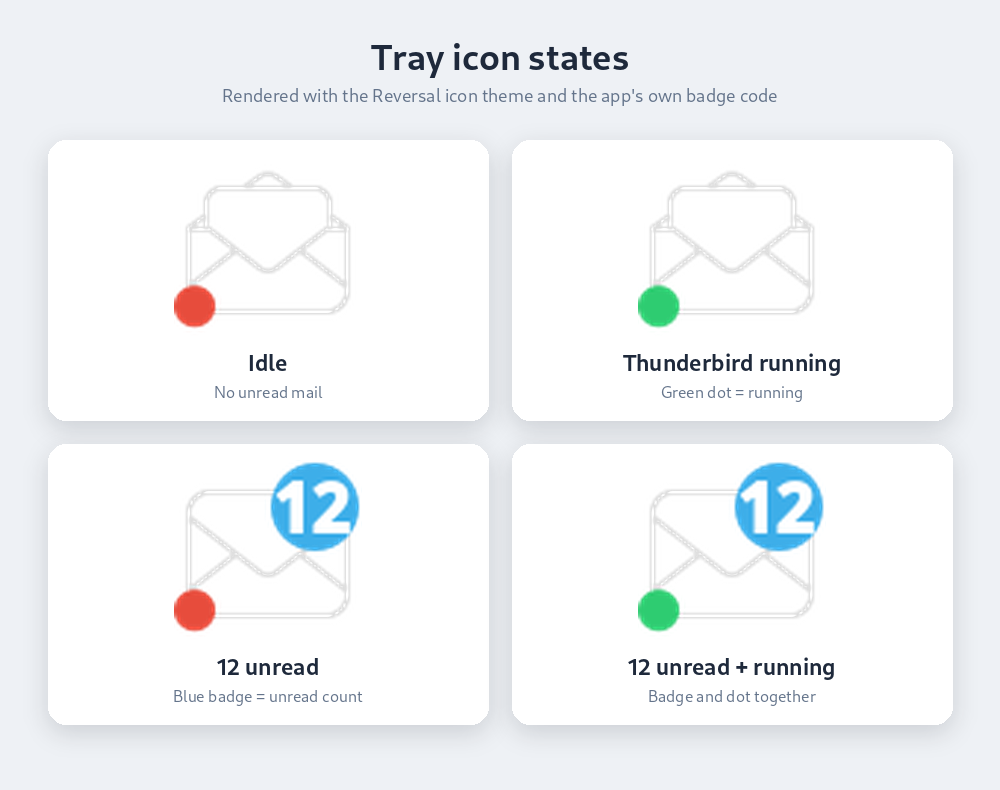 Tray icon states
Rendered with the Reversal icon theme and the app's own badge code
Idle
No unread mail
Thunderbird running
Green dot = running
12
12 unread
Blue badge = unread count
12
12 unread + running
Badge and dot together